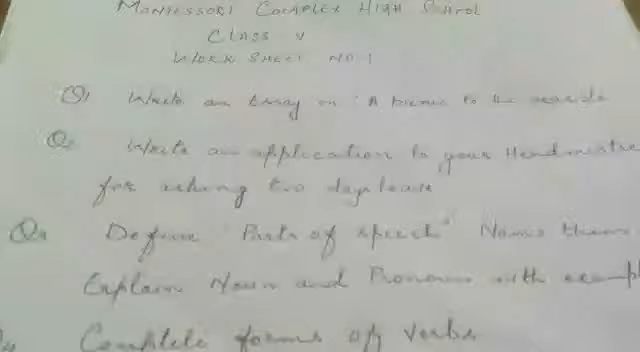 MONTESSORI COMPLEX HIGH SCHOOL
CLASS V
WORK SHEET NO 1
Q1 Write an Essay on "A picnic to the seaside
Q2 Write an application to your Headmistre
for asking two days leave
Q3 Define "Parts of speech" Name them.
Explain Noun and Pronoun with exampl
Complete forms of verbs